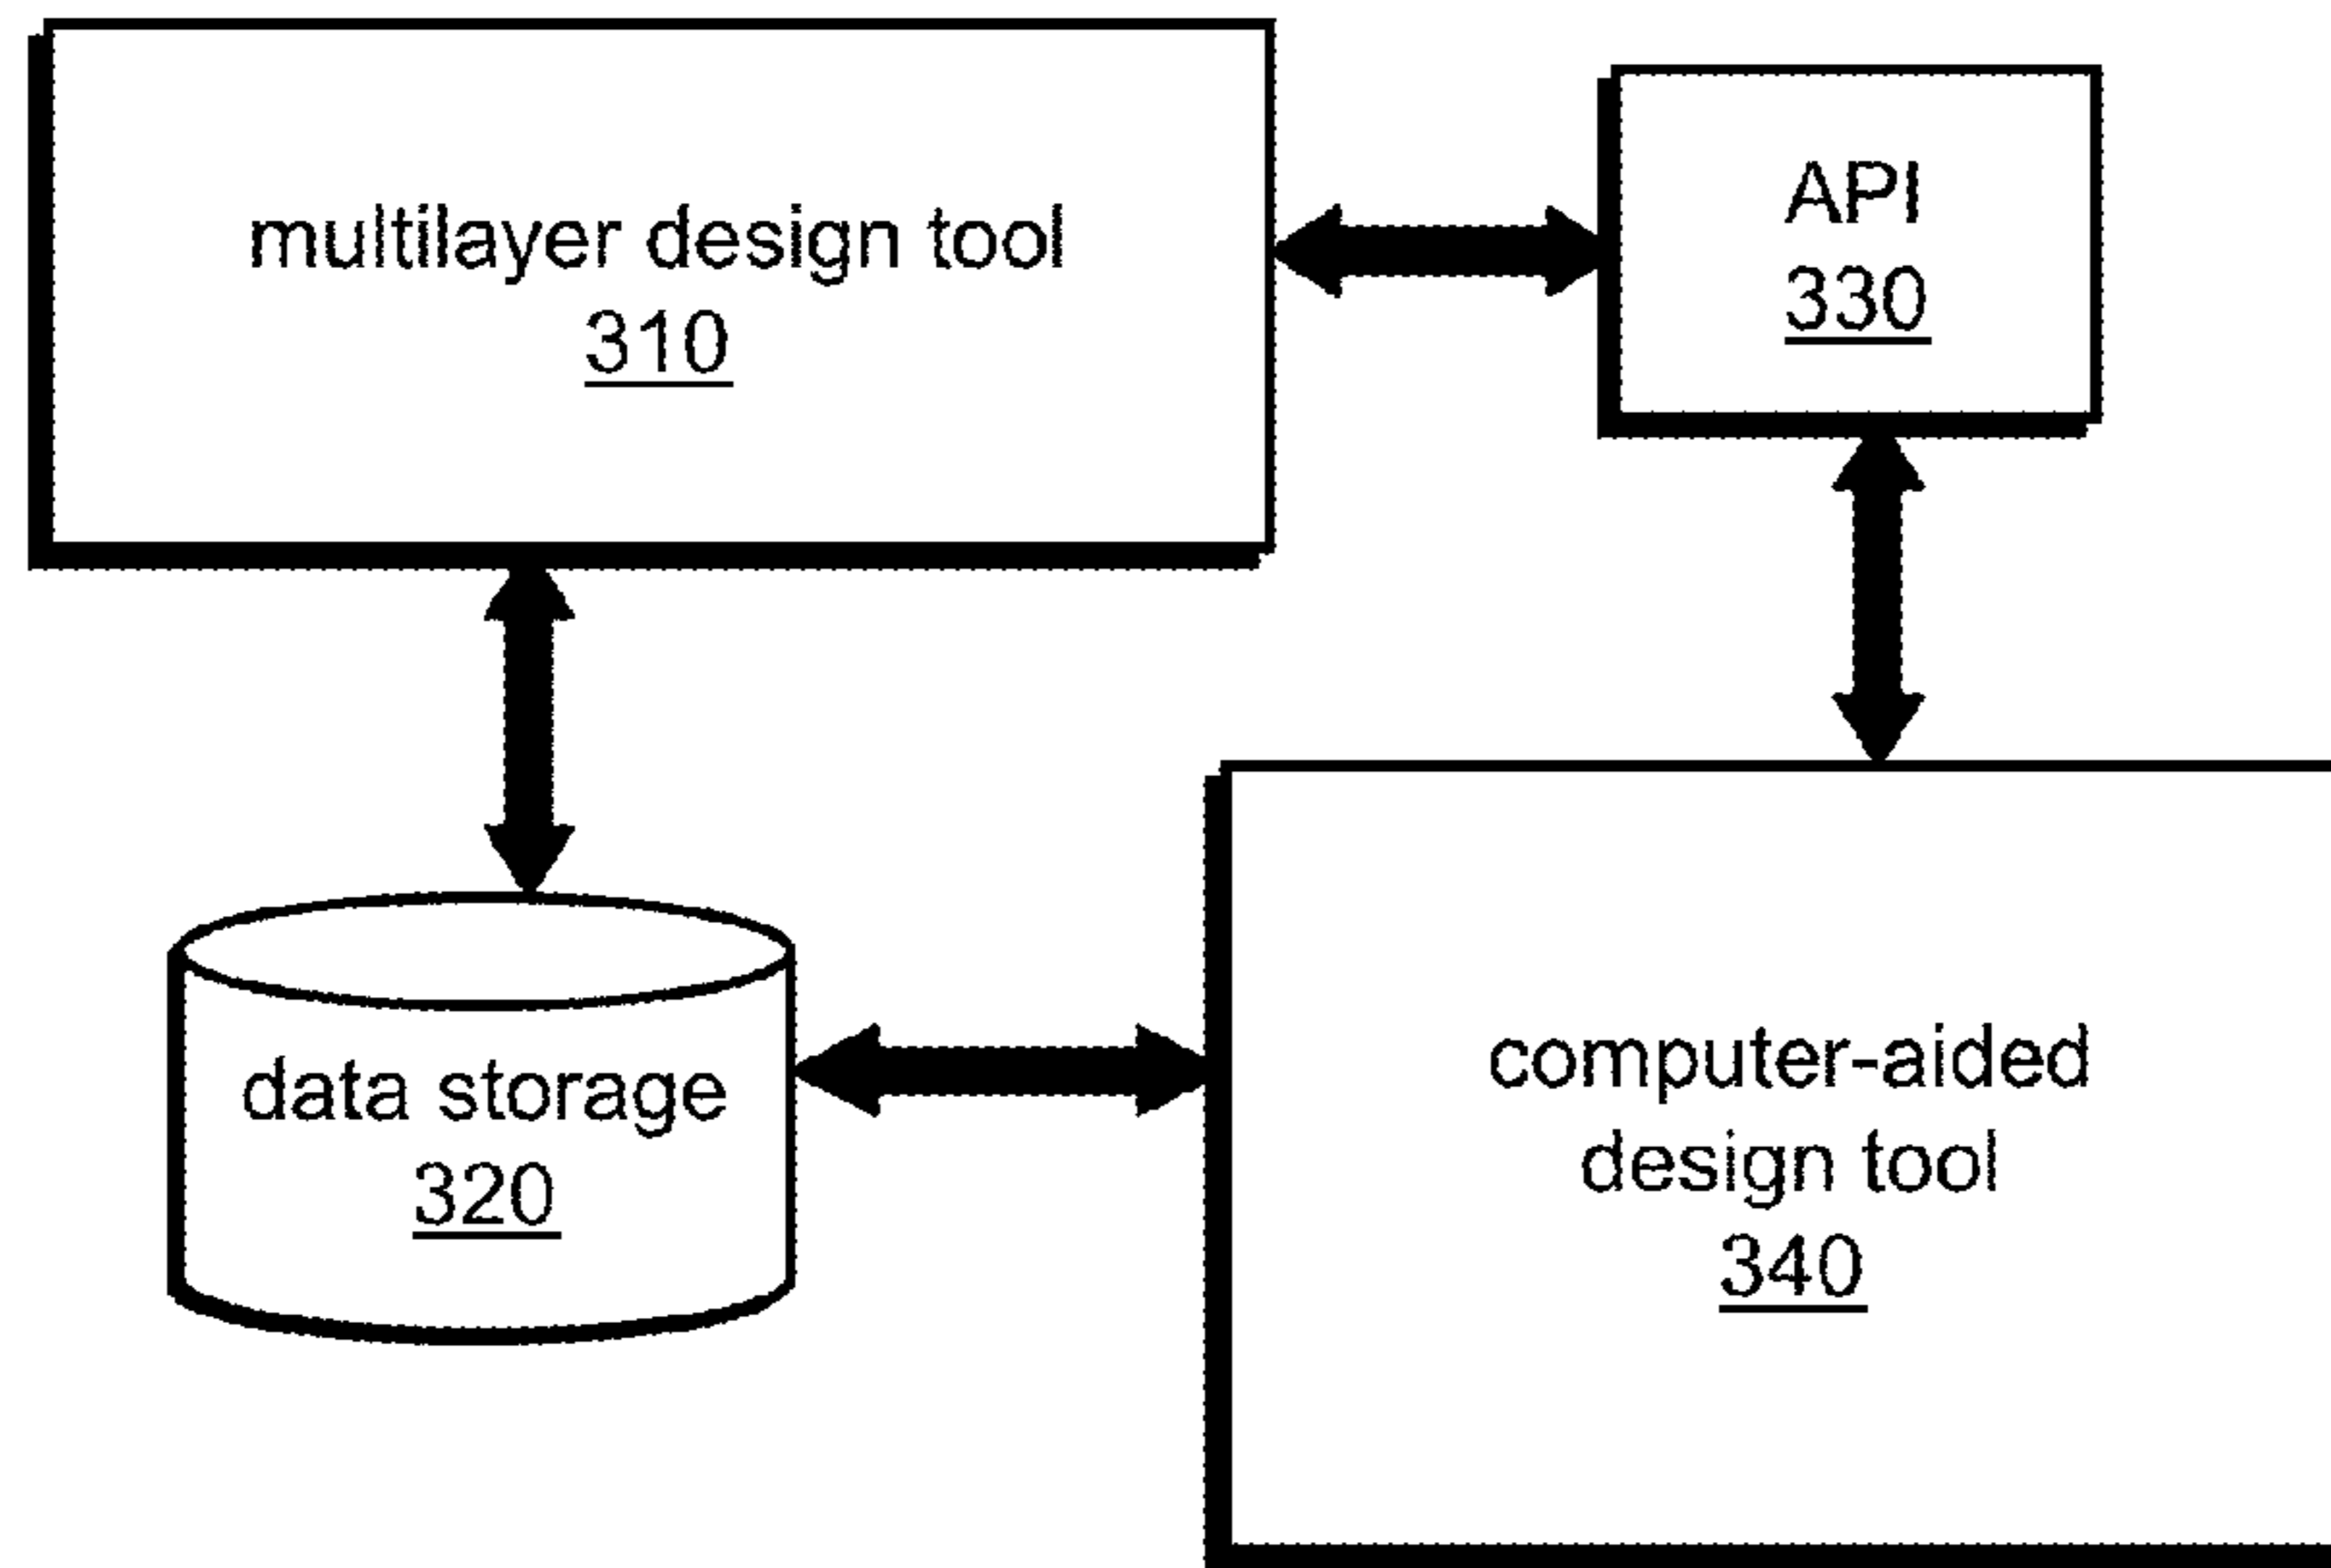 multilayer design tool
310
API
330
data storage
320
computer-aided
design tool
340